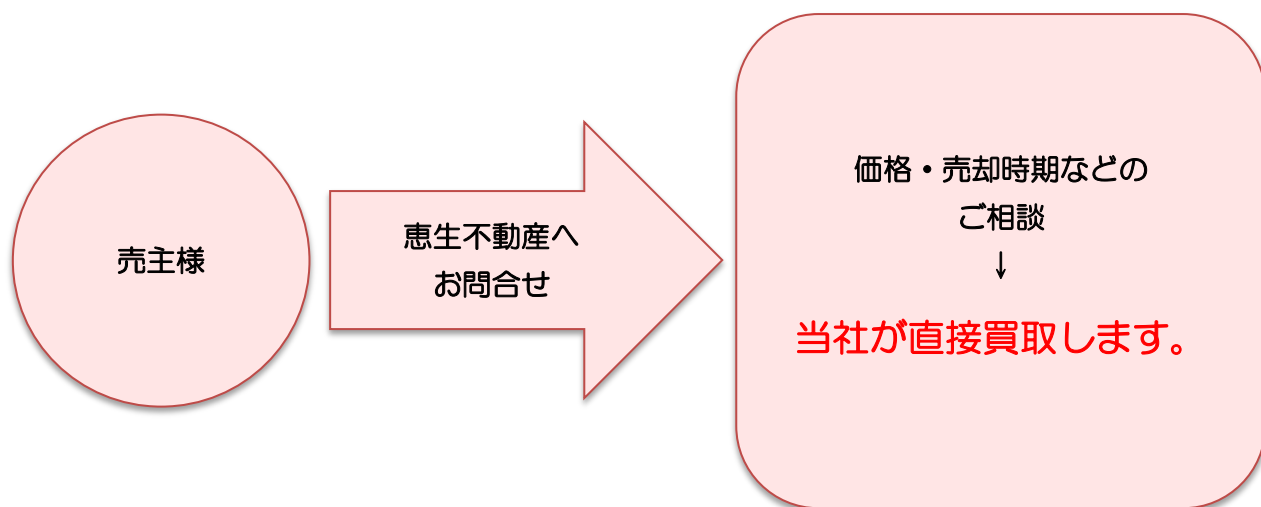 売主様
恵生不動産へ
お問合せ
価格・売却時期などの
ご相談
↓
当社が直接買取します。